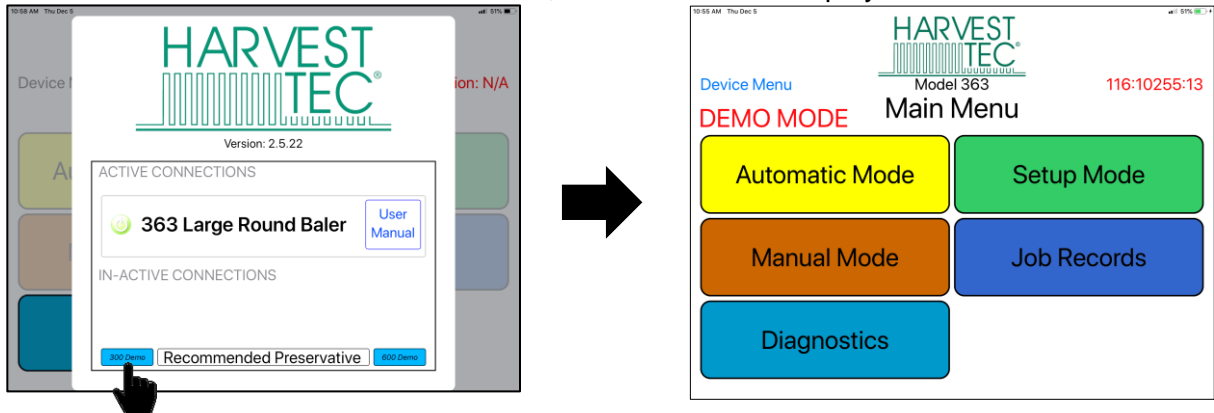 10:58 AM Thu Dec 5
51%
HARVEST
TEC®
Device
ion: N/A
Version: 2.5.22
ACTIVE CONNECTIONS
363 Large Round Baler
User
Manual
IN-ACTIVE CONNECTIONS
300 Demo
Recommended Preservative
600 Demo
10:55 AM Thu Dec 5
51%
HARVEST
TEC®
Device Menu
Model 363
116:10255:13
DEMO MODE
Main Menu
Automatic Mode
Setup Mode
Manual Mode
Job Records
Diagnostics